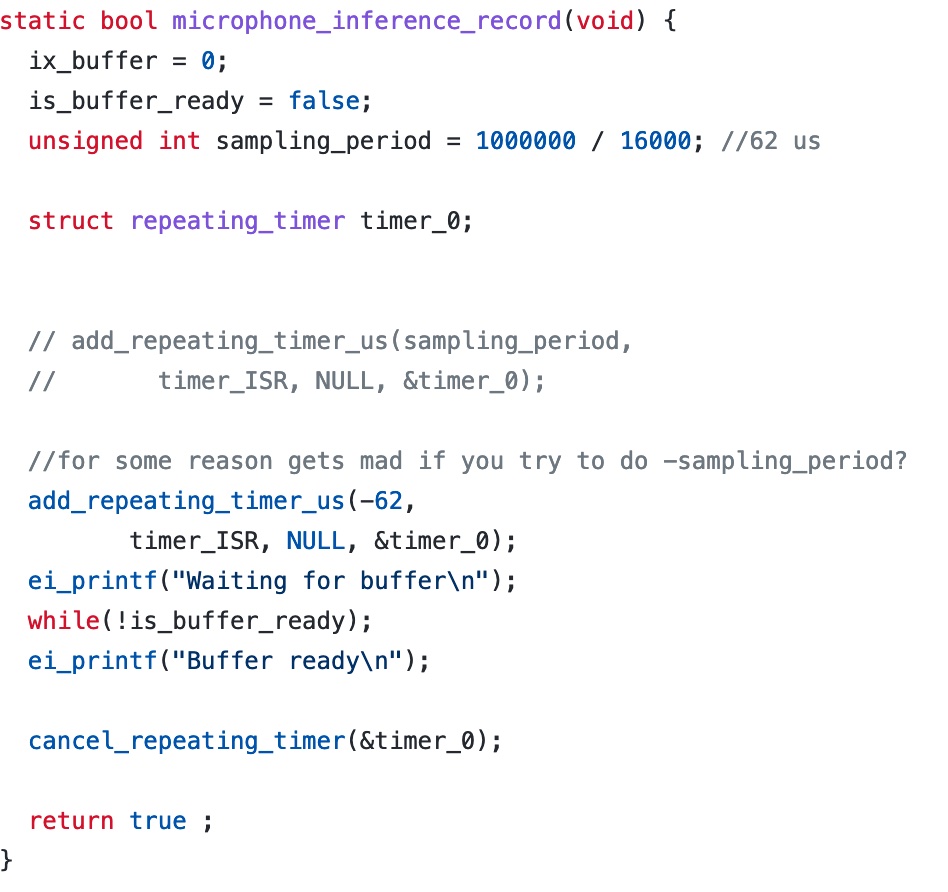 static bool microphone_inference_record(void) {
  ix_buffer = 0;
  is_buffer_ready = false;
  unsigned int sampling_period = 1000000 / 16000; //62 us
  struct repeating_timer timer_0;
  // add_repeating_timer_us(sampling_period,
  //       timer_ISR, NULL, &timer_0);
  //for some reason gets mad if you try to do -sampling_period?
  add_repeating_timer_us(-62,
         timer_ISR, NULL, &timer_0);
  ei_printf("Waiting for buffer\n");
  while(!is_buffer_ready);
  ei_printf("Buffer ready\n");
  cancel_repeating_timer(&timer_0);
  return true ;
}